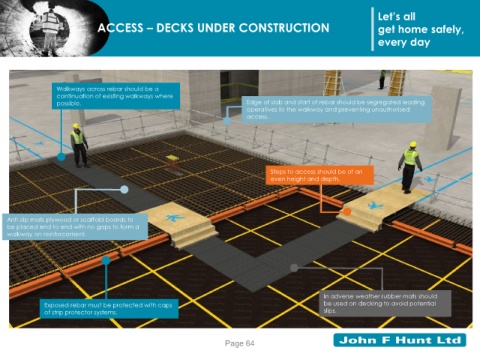 ACCESS – DECKS UNDER CONSTRUCTION
Let's all
get home safely,
every day
Walkways across rebar should be a
continuation of existing walkways where
possible.
Edge of slab and start of rebar should be segregated leading
operatives to the walkway and preventing unauthorised
access.
Steps to access should be of an
even height and depth.
Anti slip mats plywood or scaffold boards to
be placed end to end with no gaps to form a
walkway on reinforcement.
Exposed rebar must be protected with caps
of strip protector systems.
In adverse weather rubber mats should
be used on decking to avoid potential
slips.
Page 64
John F Hunt Ltd